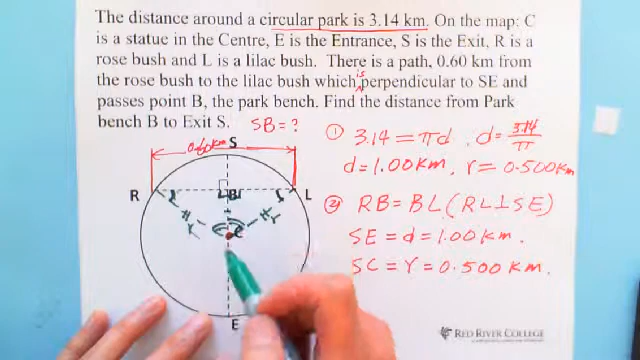 The distance around a circular park is 3.14 km. On the map: C
is a statue in the Centre, E is the Entrance, S is the Exit, R is a
rose bush and L is a lilac bush. There is a path, 0.60 km from
the rose bush to the lilac bush which is perpendicular to SE and
passes point B, the park bench. Find the distance from Park
bench B to Exit S. SB = ?
0.60km S
R B L
r r
C
E
① 3.14 = πd , d = 3.14/π
d = 1.00 km, r = 0.500 km
② RB = BL (RL ⊥ SE)
SE = d = 1.00 km.
SC = r = 0.500 km.
RED RIVER COLLEGE